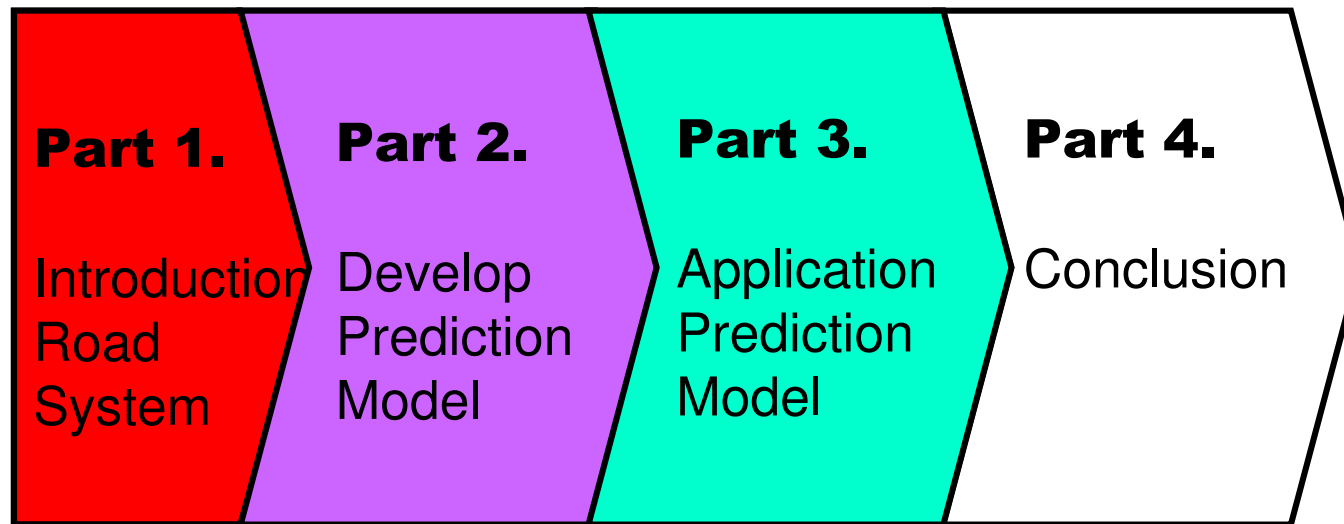 Part 1.
Introduction
Road
System
Part 2.
Develop
Prediction
Model
Part 3.
Application
Prediction
Model
Part 4.
Conclusion